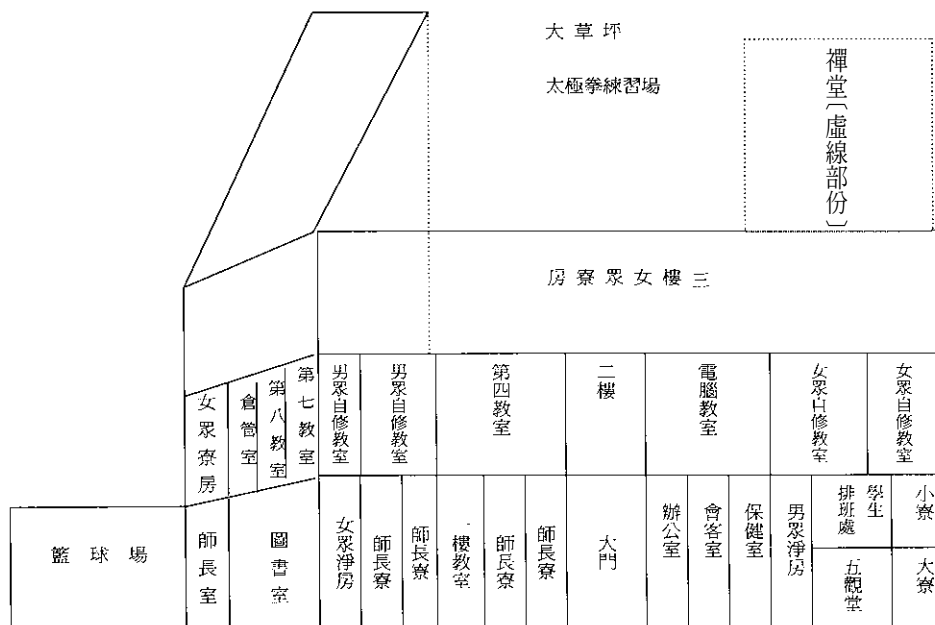 大草坪
太極拳練習場
禪堂〔虛線部份〕
房寮眾女樓三
女眾寮房
倉管室
第八教室
第七教室
男眾自修教室
男眾自修教室
第四教室
二樓
電腦教室
女眾自修教室
女眾自修教室
籃球場
師長室
圖書室
女眾淨房
師長寮
師長寮
樓教室
師長寮
師長寮
大門
辦公室
會客室
保健室
男眾淨房
學生
排班處
小寮
五觀堂
大寮